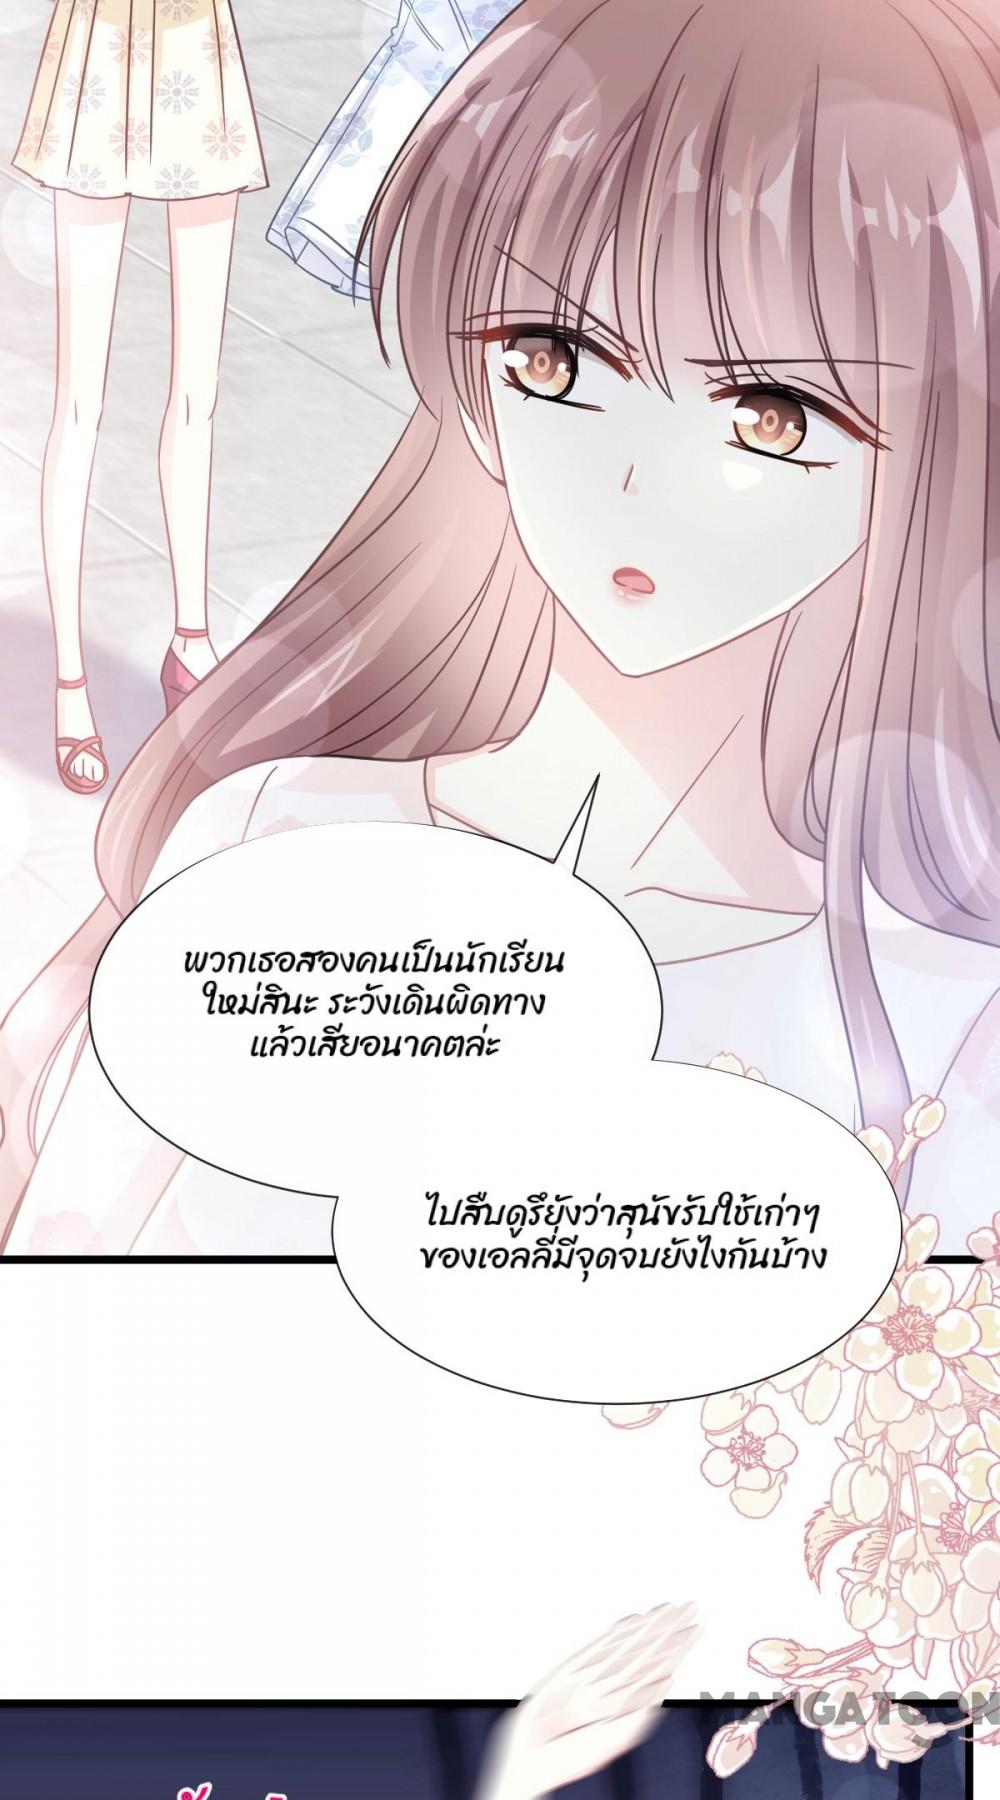 พวกเธอสองคนเป็นนักเรียน
ใหม่สินะ ระวังเดินผิดทาง
แล้วเสียอนาคตล่ะ
ไปสืบดูรึยังว่าสุนัขรับใช้เก่าๆ
ของเอลลี่มีจุดจบยังไงกันบ้าง
MANGATOON